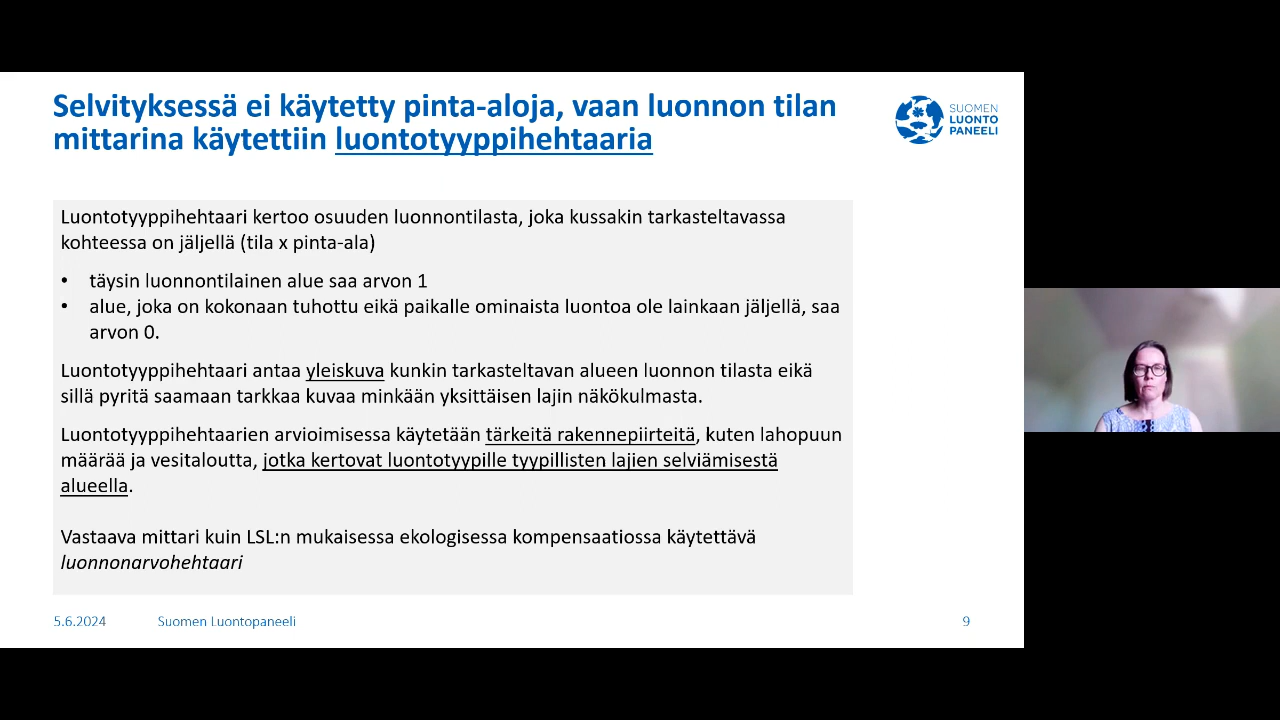 Selvityksessä ei käytetty pinta-aloja, vaan luonnon tilan
mittarina käytettiin luontotyyppihehtaaria
SUOMEN
LUONTO
PANEELI
Luontotyyppihehtaari kertoo osuuden luonnontilasta, joka kussakin tarkasteltavassa
kohteessa on jäljellä (tila x pinta-ala)
• täysin luonnontilainen alue saa arvon 1
• alue, joka on kokonaan tuhottu eikä paikalle ominaista luontoa ole lainkaan jäljellä, saa
arvon 0.
Luontotyyppihehtaari antaa yleiskuva kunkin tarkasteltavan alueen luonnon tilasta eikä
sillä pyritä saamaan tarkkaa kuvaa minkään yksittäisen lajin näkökulmasta.
Luontotyyppihehtaarien arvioimisessa käytetään tärkeitä rakennepiirteitä, kuten lahopuun
määrää ja vesitaloutta, jotka kertovat luontotyypille tyypillisten lajien selviämisestä
alueella.
Vastaava mittari kuin LSL:n mukaisessa ekologisessa kompensaatiossa käytettävä
luonnonarvohehtaari
5.6.2024 Suomen Luontopaneeli 9